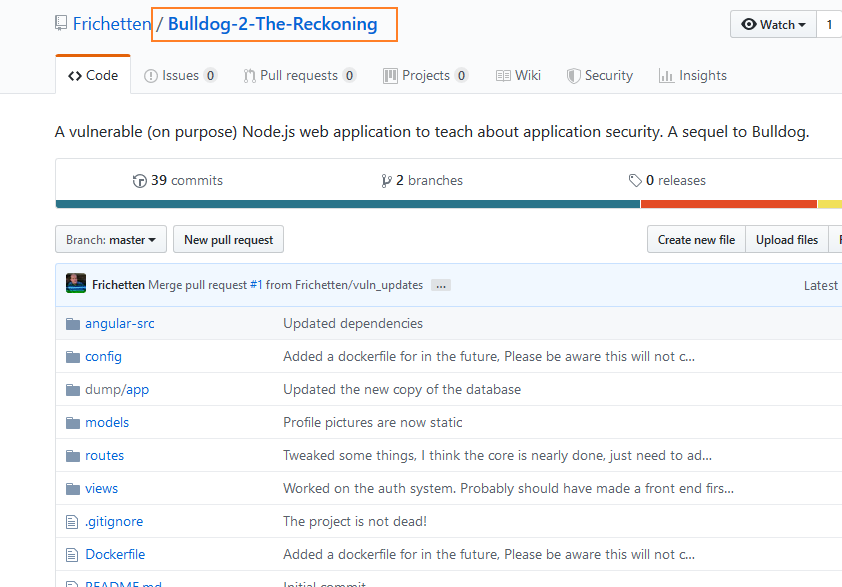 Frichetten / Bulldog-2-The-Reckoning
Watch 1
Code Issues 0 Pull requests 0 Projects 0 Wiki Security Insights
A vulnerable (on purpose) Node.js web application to teach about application security. A sequel to Bulldog.
39 commits 2 branches 0 releases
Branch: master New pull request Create new file Upload files
Frichetten Merge pull request #1 from Frichetten/vuln_updates ... Latest
angular-src Updated dependencies
config Added a dockerfile for in the future, Please be aware this will not c...
dump/app Updated the new copy of the database
models Profile pictures are now static
routes Tweaked some things, I think the core is nearly done, just need to ad...
views Worked on the auth system. Probably should have made a front end firs...
.gitignore The project is not dead!
Dockerfile Added a dockerfile for in the future, Please be aware this will not c...
README.md Initial commit